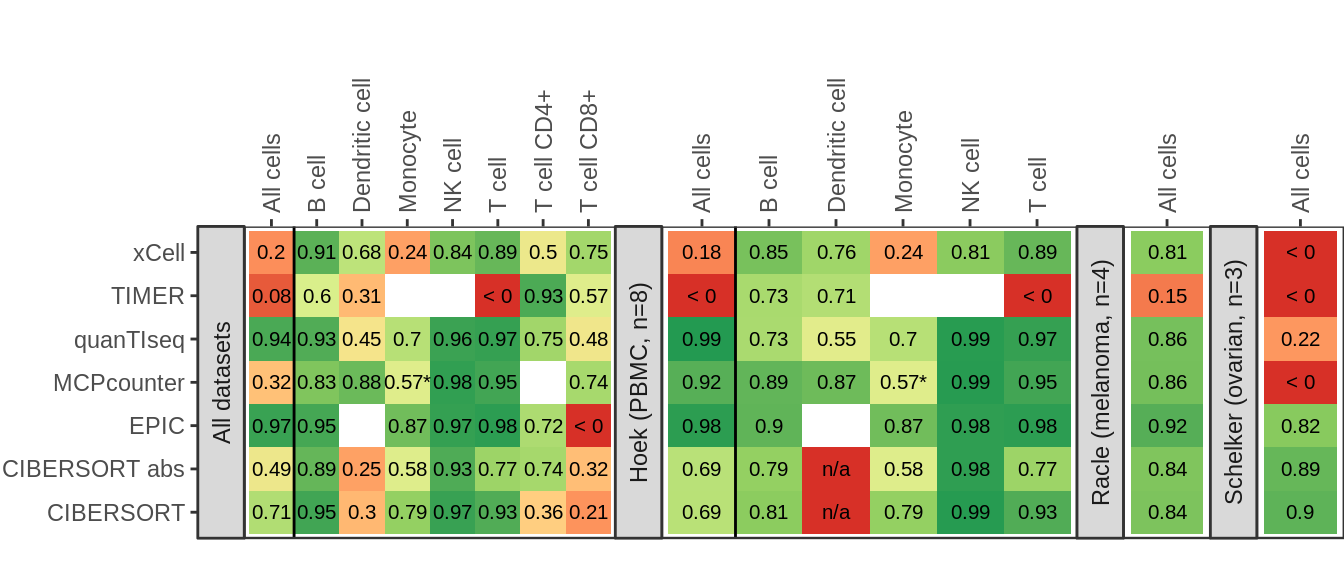 All cells B cell Dendritic cell Monocyte NK cell T cell T cell CD4+ T cell CD8+ All cells B cell Dendritic cell Monocyte NK cell T cell All cells All cells
All datasets
Hoek (PBMC, n=8)
Racle (melanoma, n=4)
Schelker (ovarian, n=3)
xCell 0.2 0.91 0.68 0.24 0.84 0.89 0.5 0.75 0.18 0.85 0.76 0.24 0.81 0.89 0.81 < 0
TIMER 0.08 0.6 0.31 < 0 0.93 0.57 < 0 0.73 0.71 < 0 0.15 < 0
quanTIseq 0.94 0.93 0.45 0.7 0.96 0.97 0.75 0.48 0.99 0.73 0.55 0.7 0.99 0.97 0.86 0.22
MCPcounter 0.32 0.83 0.88 0.57* 0.98 0.95 0.74 0.92 0.89 0.87 0.57* 0.99 0.95 0.86 < 0
EPIC 0.97 0.95 0.87 0.97 0.98 0.72 < 0 0.98 0.9 0.87 0.98 0.98 0.92 0.82
CIBERSORT abs 0.49 0.89 0.25 0.58 0.93 0.77 0.74 0.32 0.69 0.79 n/a 0.58 0.98 0.77 0.84 0.89
CIBERSORT 0.71 0.95 0.3 0.79 0.97 0.93 0.36 0.21 0.69 0.81 n/a 0.79 0.99 0.93 0.84 0.9